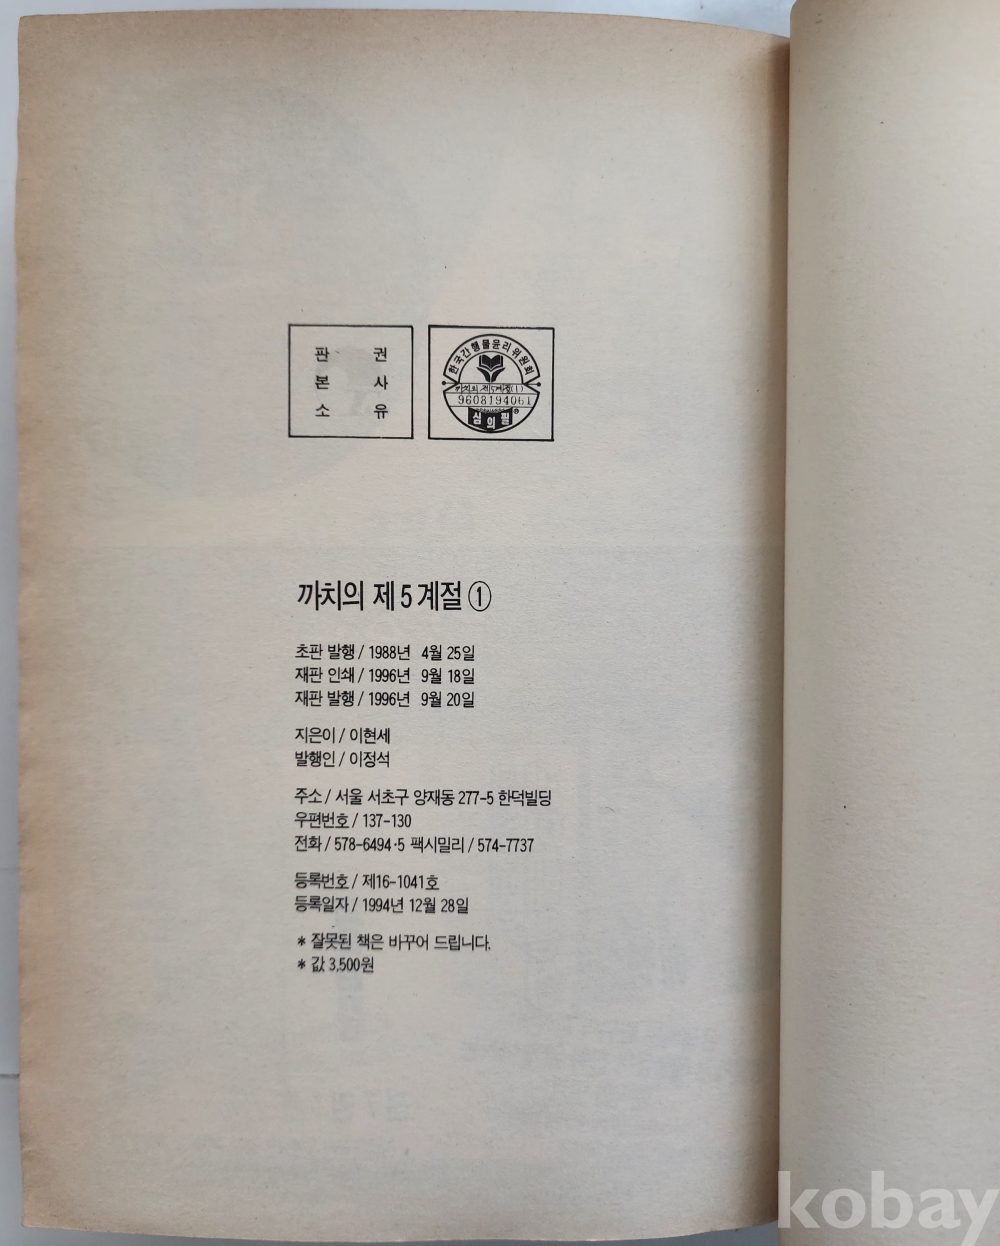 판 권
본 사
소 유
한국간행물윤리위원회
까치의 제5계절(1)
9608194061
심의필
까치의 제5계절 ①
초판 발행 / 1988년 4월 25일
재판 인쇄 / 1996년 9월 18일
재판 발행 / 1996년 9월 20일
지은이 / 이현세
발행인 / 이정석
주소 / 서울 서초구 양재동 277-5 한덕빌딩
우편번호 / 137-130
전화 / 578-6494·5 팩시밀리 / 574-7737
등록번호 / 제16-1041호
등록일자 / 1994년 12월 28일
* 잘못된 책은 바꾸어 드립니다.
* 값 3,500원
kobay